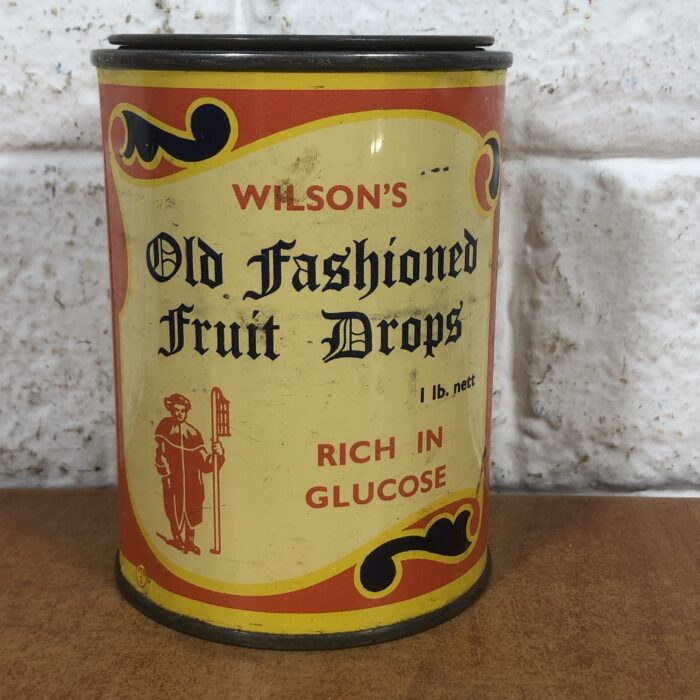 WILSON'S
Old Fashioned
Fruit Drops
1 lb. nett
RICH IN
GLUCOSE